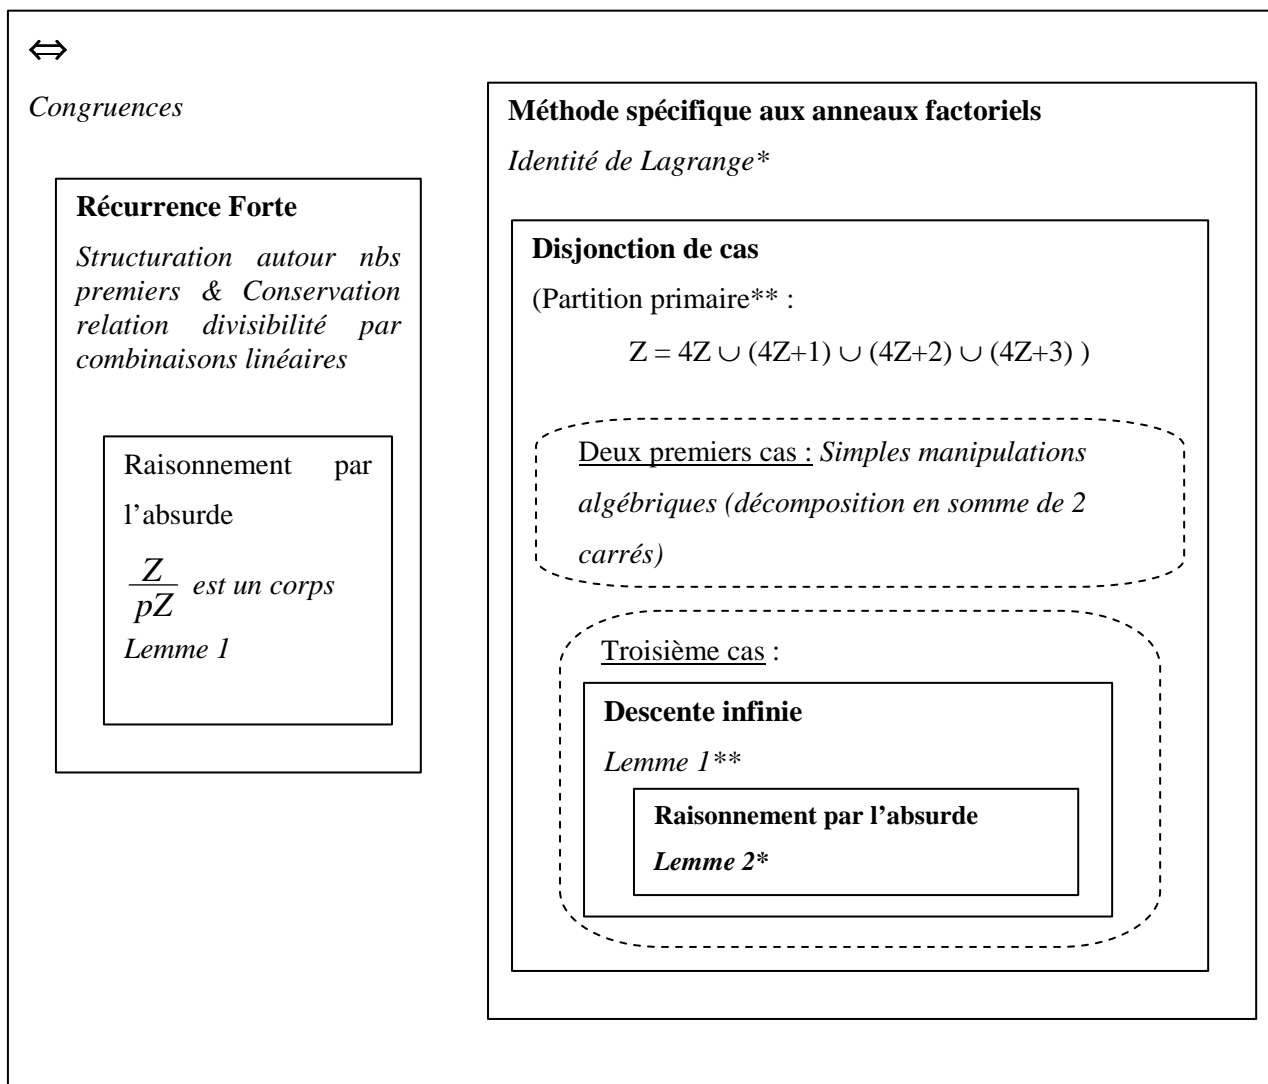 ⇔
Congruences
Récurrence Forte
Structuration autour nbs
premiers & Conservation
relation divisibilité par
combinaisons linéaires
Raisonnement par
l’absurde
Z/pZ est un corps
Lemme 1
Méthode spécifique aux anneaux factoriels
Identité de Lagrange*
Disjonction de cas
(Partition primaire** :
Z = 4Z ∪ (4Z+1) ∪ (4Z+2) ∪ (4Z+3) )
Deux premiers cas : Simples manipulations
algébriques (décomposition en somme de 2
carrés)
Troisième cas :
Descente infinie
Lemme 1**
Raisonnement par l’absurde
Lemme 2*